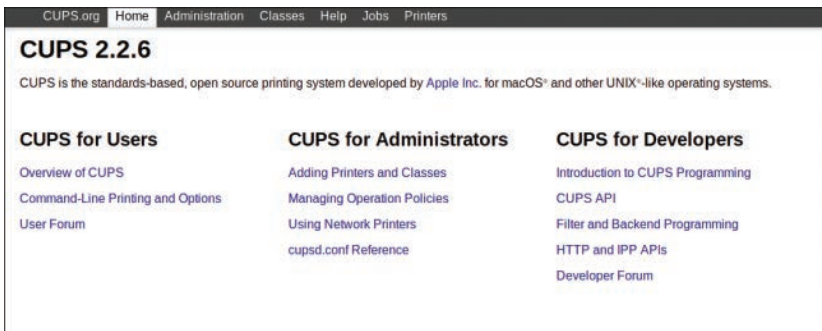 CUPS.org Home Administration Classes Help Jobs Printers
CUPS 2.2.6
CUPS is the standards-based, open source printing system developed by Apple Inc. for macOS® and other UNIX®-like operating systems.
CUPS for Users
Overview of CUPS
Command-Line Printing and Options
User Forum
CUPS for Administrators
Adding Printers and Classes
Managing Operation Policies
Using Network Printers
cupsd.conf Reference
CUPS for Developers
Introduction to CUPS Programming
CUPS API
Filter and Backend Programming
HTTP and IPP APIs
Developer Forum